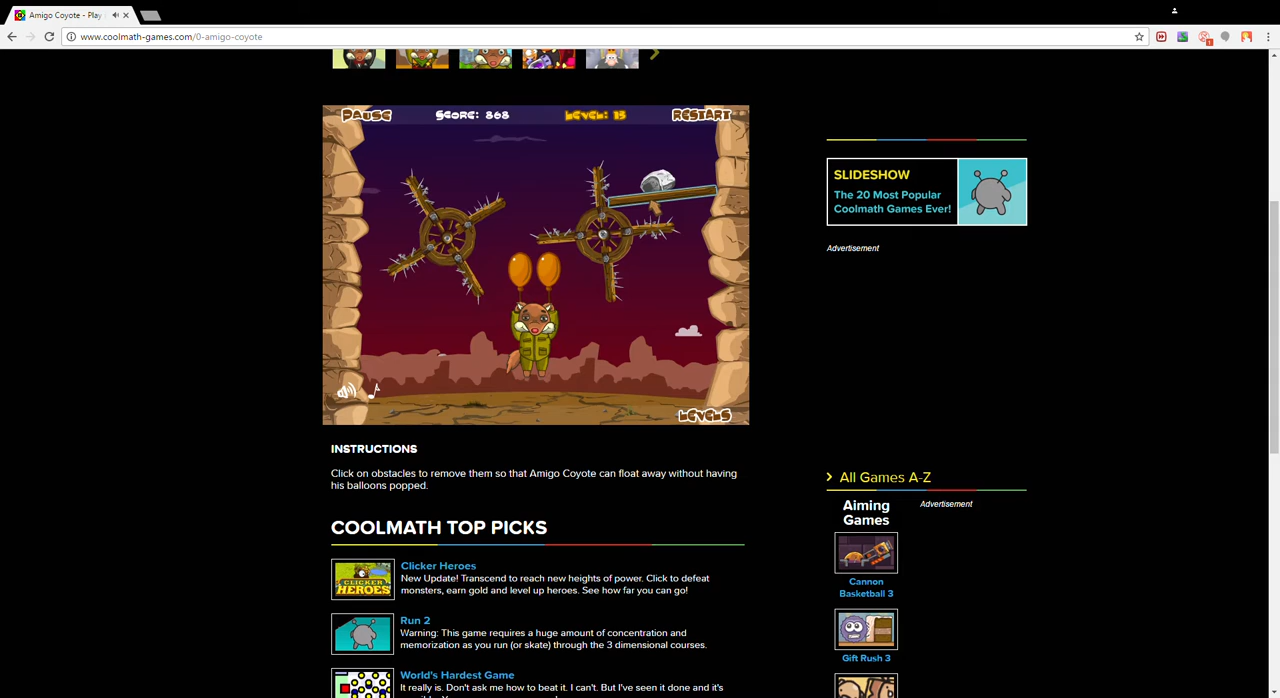 Amigo Coyote - Play
www.coolmath-games.com/0-amigo-coyote
PAUSE
SCORE: 868
LEVEL: 15
RESTART
LEVELS
SLIDESHOW
The 20 Most Popular
Coolmath Games Ever!
Advertisement
INSTRUCTIONS
Click on obstacles to remove them so that Amigo Coyote can float away without having
his balloons popped.
COOLMATH TOP PICKS
CLICKER
HEROES
Clicker Heroes
New Update! Transcend to reach new heights of power. Click to defeat
monsters, earn gold and level up heroes. See how far you can go!
Run 2
Warning: This game requires a huge amount of concentration and
memorization as you run (or skate) through the 3 dimensional courses.
World's Hardest Game
It really is. Don't ask me how to beat it. I can't. But I've seen it done and it's
All Games A-Z
Aiming
Games
Advertisement
Cannon
Basketball 3
Gift Rush 3